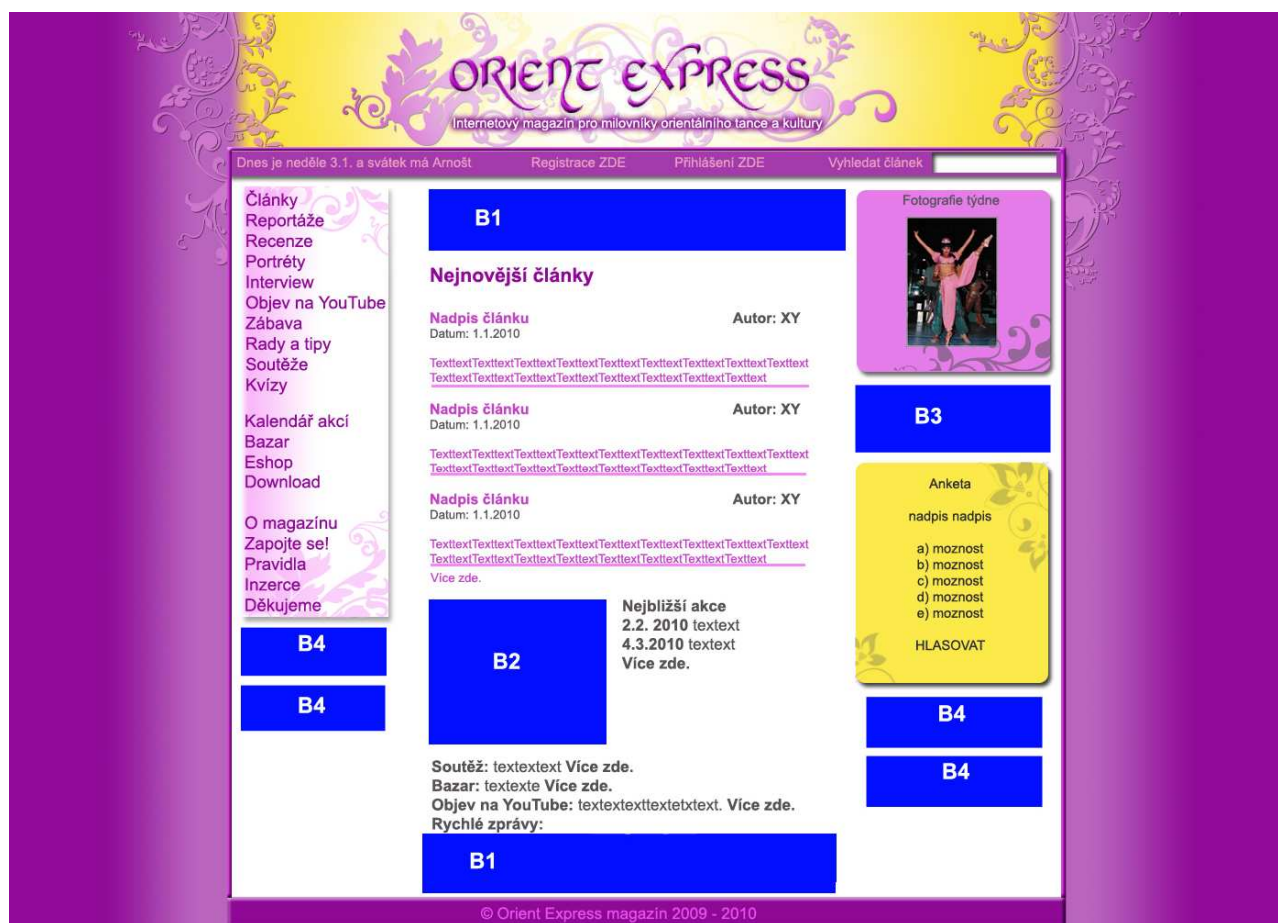 ORIENT EXPRESS
Internetový magazín pro milovníky orientálního tance a kultury
Dnes je neděle 3.1. a svátek má Arnošt Registrace ZDE Přihlášení ZDE Vyhledat článek
Články
Reportáže
Recenze
Portréty
Interview
Objev na YouTube
Zábava
Rady a tipy
Soutěže
Kvízy
Kalendář akcí
Bazar
Eshop
Download
O magazínu
Zapojte se!
Pravidla
Inzerce
Děkujeme
B4
B4
B1
Nejnovější články
Nadpis článku Autor: XY
Datum: 1.1.2010
TexttextTexttextTexttextTexttextTexttextTexttextTexttextTexttextTexttext
TexttextTexttextTexttextTexttextTexttextTexttextTexttextTexttext
Nadpis článku Autor: XY
Datum: 1.1.2010
TexttextTexttextTexttextTexttextTexttextTexttextTexttextTexttextTexttext
TexttextTexttextTexttextTexttextTexttextTexttextTexttextTexttext
Nadpis článku Autor: XY
Datum: 1.1.2010
TexttextTexttextTexttextTexttextTexttextTexttextTexttextTexttextTexttext
TexttextTexttextTexttextTexttextTexttextTexttextTexttextTexttext
Více zde.
B2
Nejbližší akce
2.2. 2010 textext
4.3.2010 textext
Více zde.
Soutěž: textextext Více zde.
Bazar: textexte Více zde.
Objev na YouTube: textextexttextetxtext. Více zde.
Rychlé zprávy:
B1
Fotografie týdne
B3
Anketa
nadpis nadpis
a) moznost
b) moznost
c) moznost
d) moznost
e) moznost
HLASOVAT
B4
B4
© Orient Express magazin 2009 - 2010